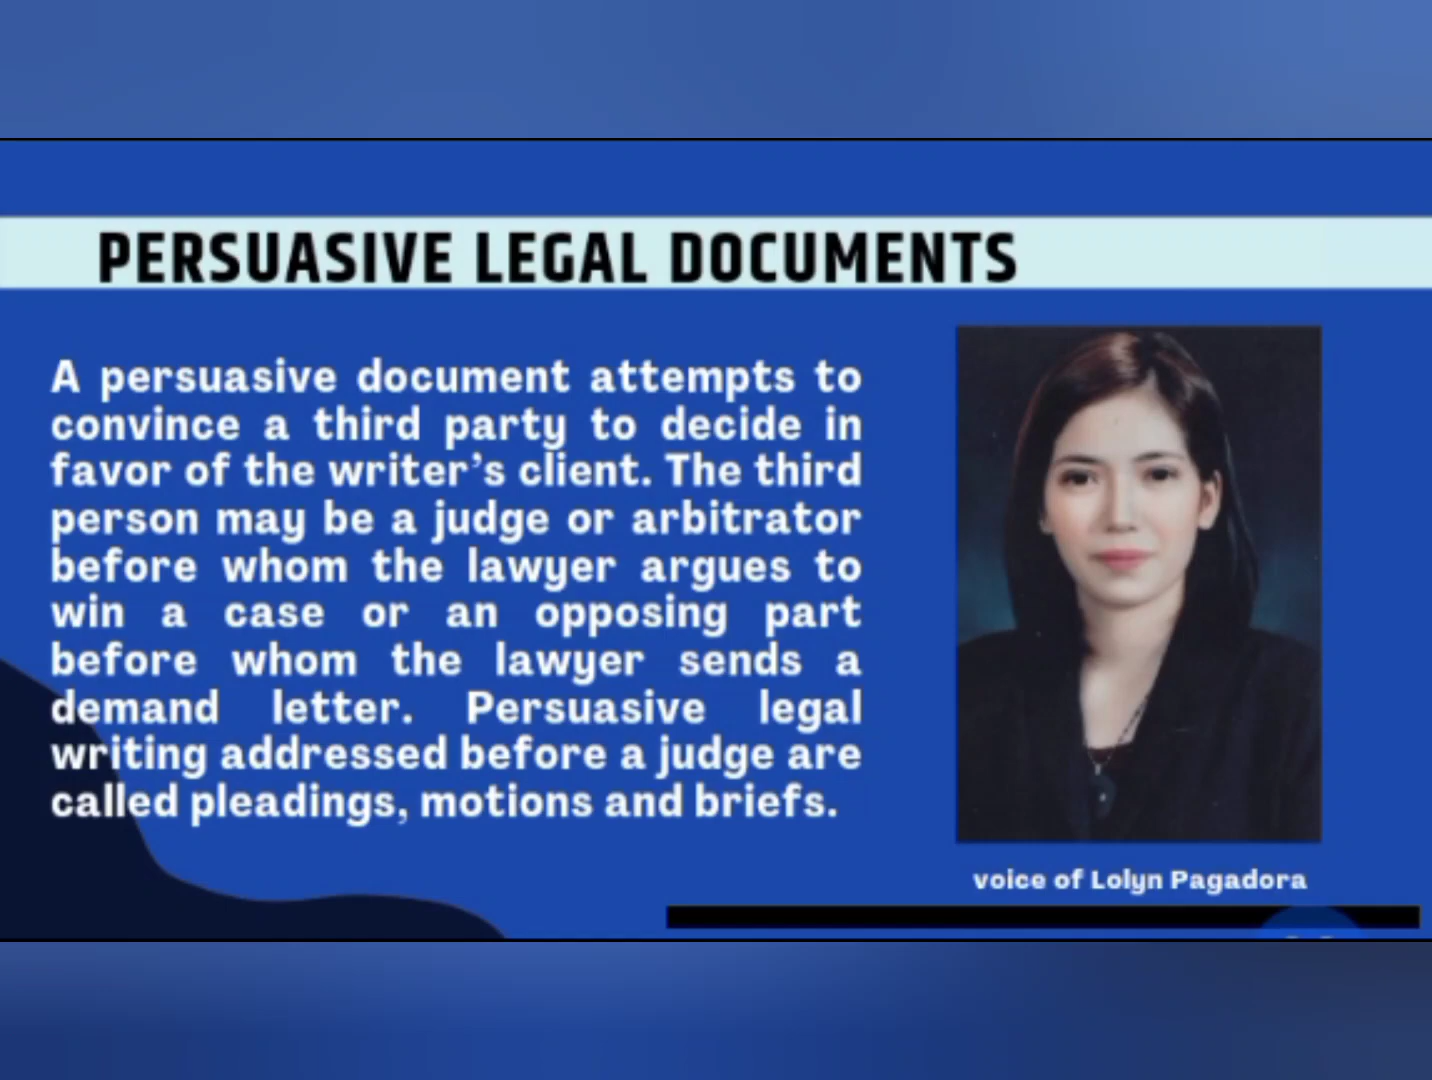 PERSUASIVE LEGAL DOCUMENTS
A persuasive document attempts to
convince a third party to decide in
favor of the writer’s client. The third
person may be a judge or arbitrator
before whom the lawyer argues to
win a case or an opposing part
before whom the lawyer sends a
demand letter. Persuasive legal
writing addressed before a judge are
called pleadings, motions and briefs.
voice of Lolyn Pagadora